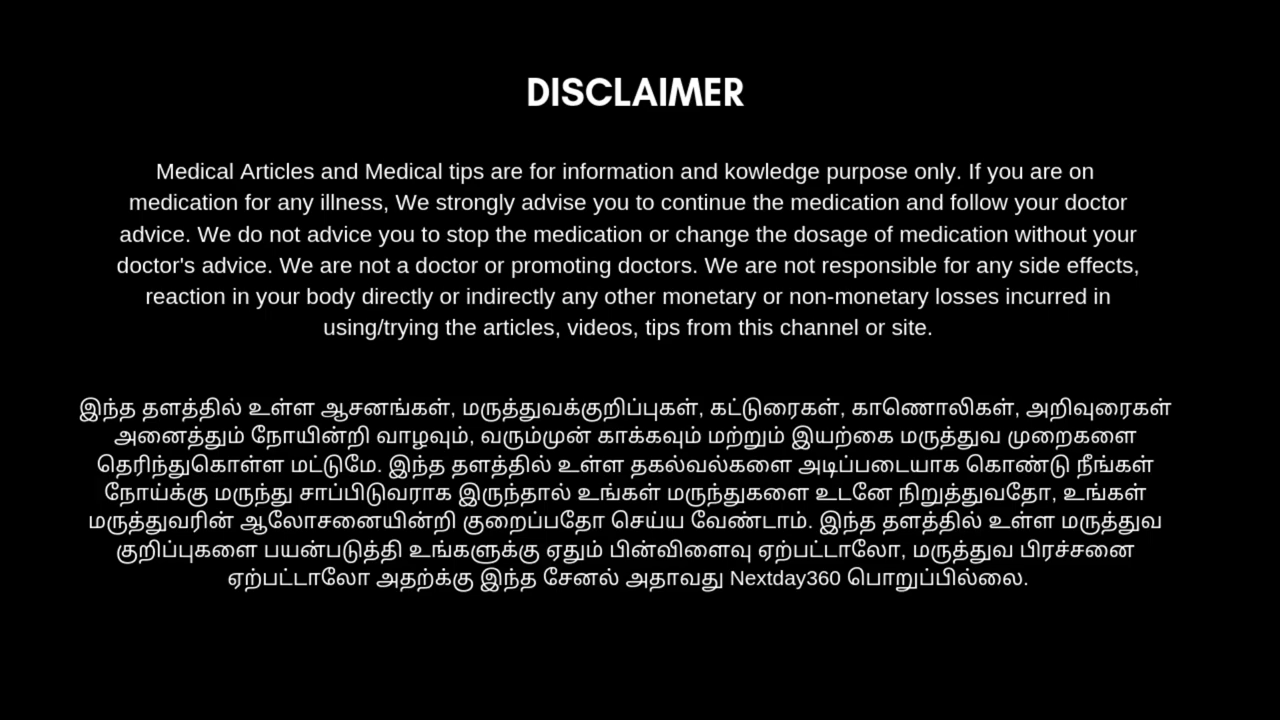 DISCLAIMER
Medical Articles and Medical tips are for information and kowledge purpose only. If you are on
medication for any illness, We strongly advise you to continue the medication and follow your doctor
advice. We do not advice you to stop the medication or change the dosage of medication without your
doctor's advice. We are not a doctor or promoting doctors. We are not responsible for any side effects,
reaction in your body directly or indirectly any other monetary or non-monetary losses incurred in
using/trying the articles, videos, tips from this channel or site.
இந்த தளத்தில் உள்ள ஆசனங்கள், மருத்துவக்குறிப்புகள், கட்டுரைகள், காணொலிகள், அறிவுரைகள்
அனைத்தும் நோயின்றி வாழவும், வரும்முன் காக்கவும் மற்றும் இயற்கை மருத்துவ முறைகளை
தெரிந்துகொள்ள மட்டுமே. இந்த தளத்தில் உள்ள தகல்வல்களை அடிப்படையாக கொண்டு நீங்கள்
நோய்க்கு மருந்து சாப்பிடுவராக இருந்தால் உங்கள் மருந்துகளை உடனே நிறுத்துவதோ, உங்கள்
மருத்துவரின் ஆலோசனையின்றி குறைப்பதோ செய்ய வேண்டாம். இந்த தளத்தில் உள்ள மருத்துவ
குறிப்புகளை பயன்படுத்தி உங்களுக்கு ஏதும் பின்விளைவு ஏற்பட்டாலோ, மருத்துவ பிரச்சனை
ஏற்பட்டாலோ அதற்க்கு இந்த சேனல் அதாவது Nextday360 பொறுப்பில்லை.